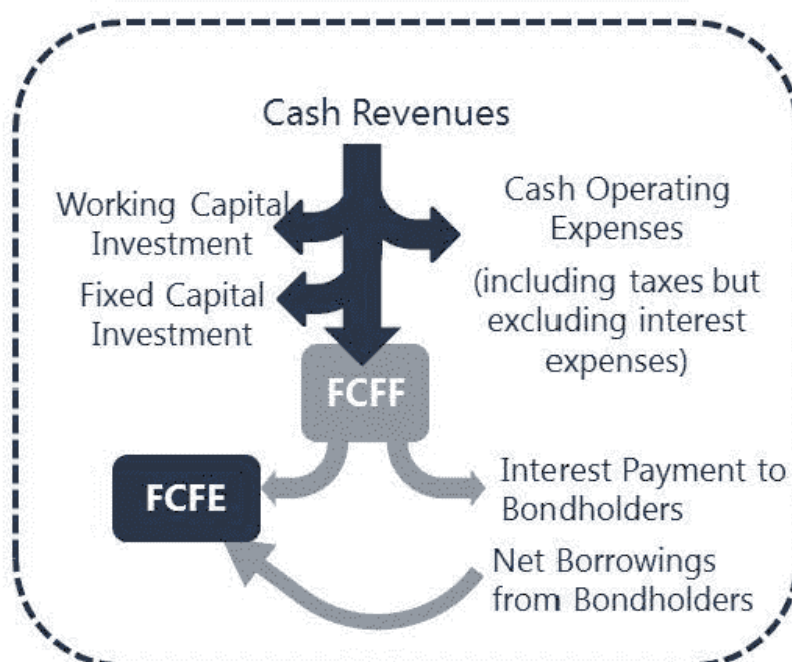 Cash Revenues
Working Capital
Investment
Fixed Capital
Investment
Cash Operating
Expenses
(including taxes but
excluding interest
expenses)
FCFF
FCFE
Interest Payment to
Bondholders
Net Borrowings
from Bondholders